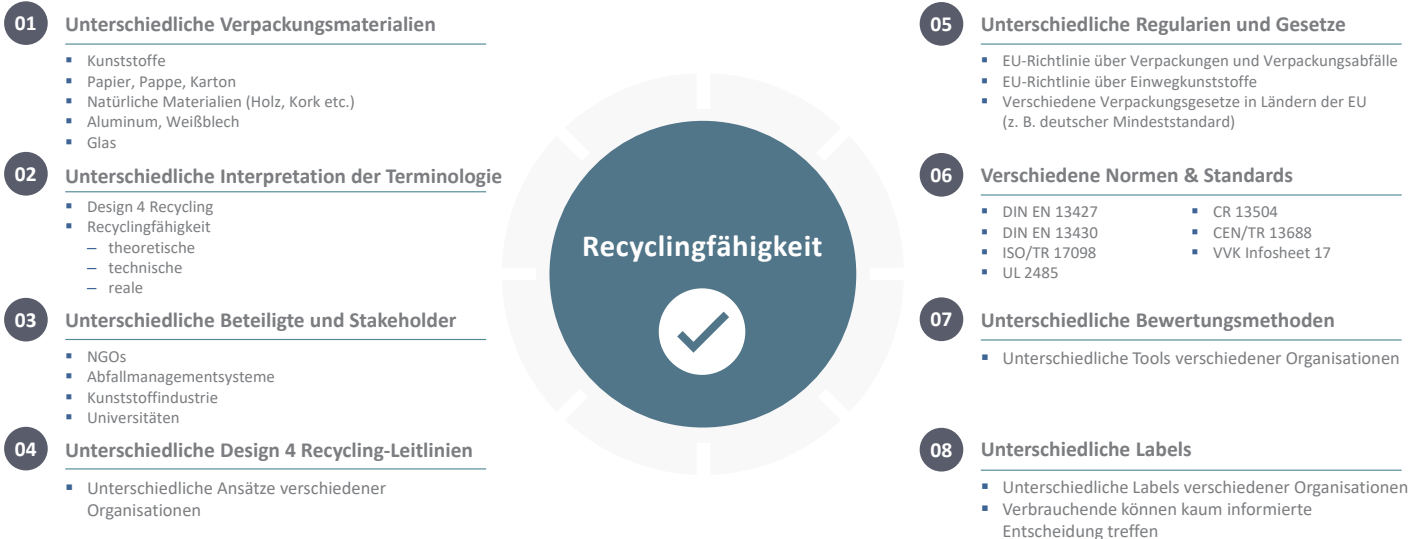 01
Unterschiedliche Verpackungsmaterialien
▪ Kunststoffe
▪ Papier, Pappe, Karton
▪ Natürliche Materialien (Holz, Kork etc.)
▪ Aluminum, Weißblech
▪ Glas
02
Unterschiedliche Interpretation der Terminologie
▪ Design 4 Recycling
▪ Recyclingfähigkeit
– theoretische
– technische
– reale
03
Unterschiedliche Beteiligte und Stakeholder
▪ NGOs
▪ Abfallmanagementsysteme
▪ Kunststoffindustrie
▪ Universitäten
04
Unterschiedliche Design 4 Recycling-Leitlinien
▪ Unterschiedliche Ansätze verschiedener
Organisationen
Recyclingfähigkeit
05
Unterschiedliche Regularien und Gesetze
▪ EU-Richtlinie über Verpackungen und Verpackungsabfälle
▪ EU-Richtlinie über Einwegkunststoffe
▪ Verschiedene Verpackungsgesetze in Ländern der EU
(z. B. deutscher Mindeststandard)
06
Verschiedene Normen & Standards
▪ DIN EN 13427
▪ DIN EN 13430
▪ ISO/TR 17098
▪ UL 2485
▪ CR 13504
▪ CEN/TR 13688
▪ VVK Infosheet 17
07
Unterschiedliche Bewertungsmethoden
▪ Unterschiedliche Tools verschiedener Organisationen
08
Unterschiedliche Labels
▪ Unterschiedliche Labels verschiedener Organisationen
▪ Verbrauchende können kaum informierte
Entscheidung treffen